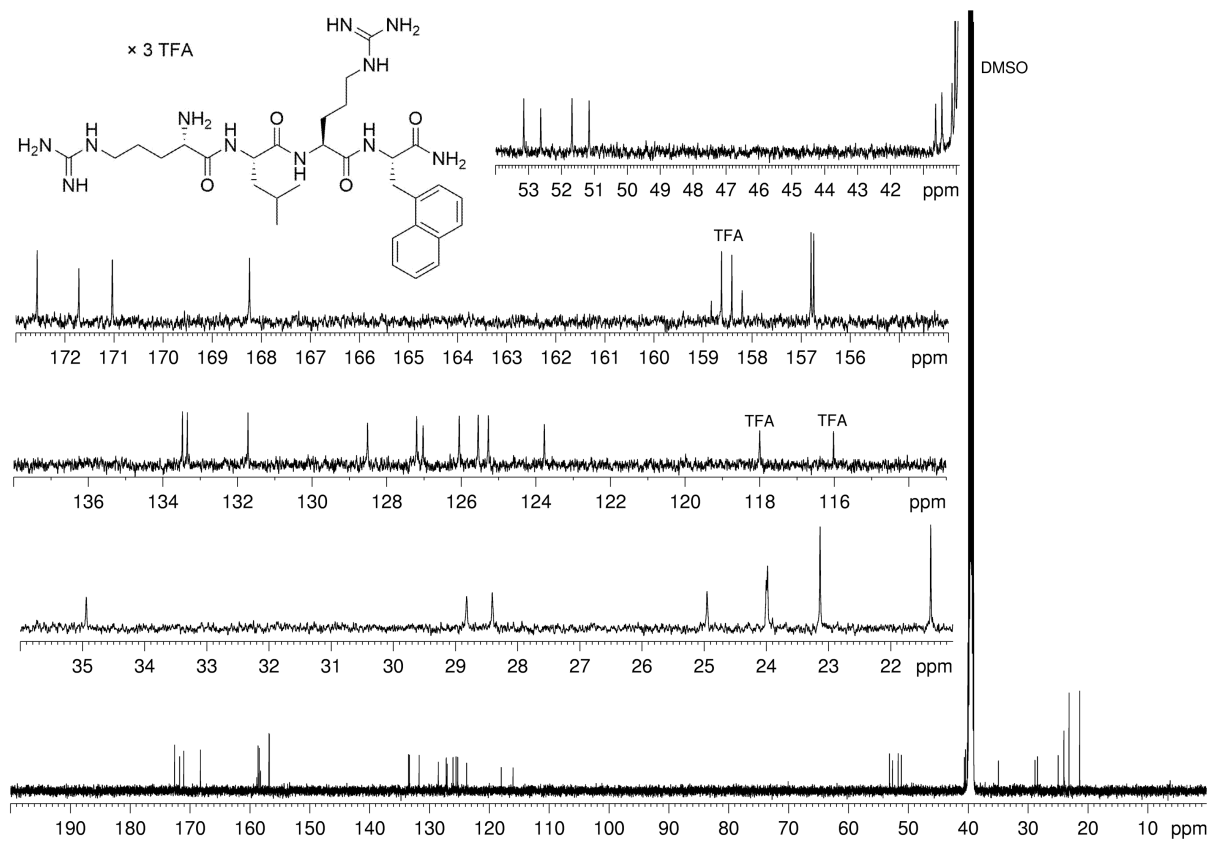 × 3 TFA
HN
NH2
NH
NH2
H2N
H
N
NH
O
H
N
O
N
H
O
H
N
O
NH2
DMSO
53 52 51 50 49 48 47 46 45 44 43 42 ppm
TFA
172 171 170 169 168 167 166 165 164 163 162 161 160 159 158 157 156 ppm
TFA TFA
136 134 132 130 128 126 124 122 120 118 116 ppm
35 34 33 32 31 30 29 28 27 26 25 24 23 22 ppm
190 180 170 160 150 140 130 120 110 100 90 80 70 60 50 40 30 20 10 ppm